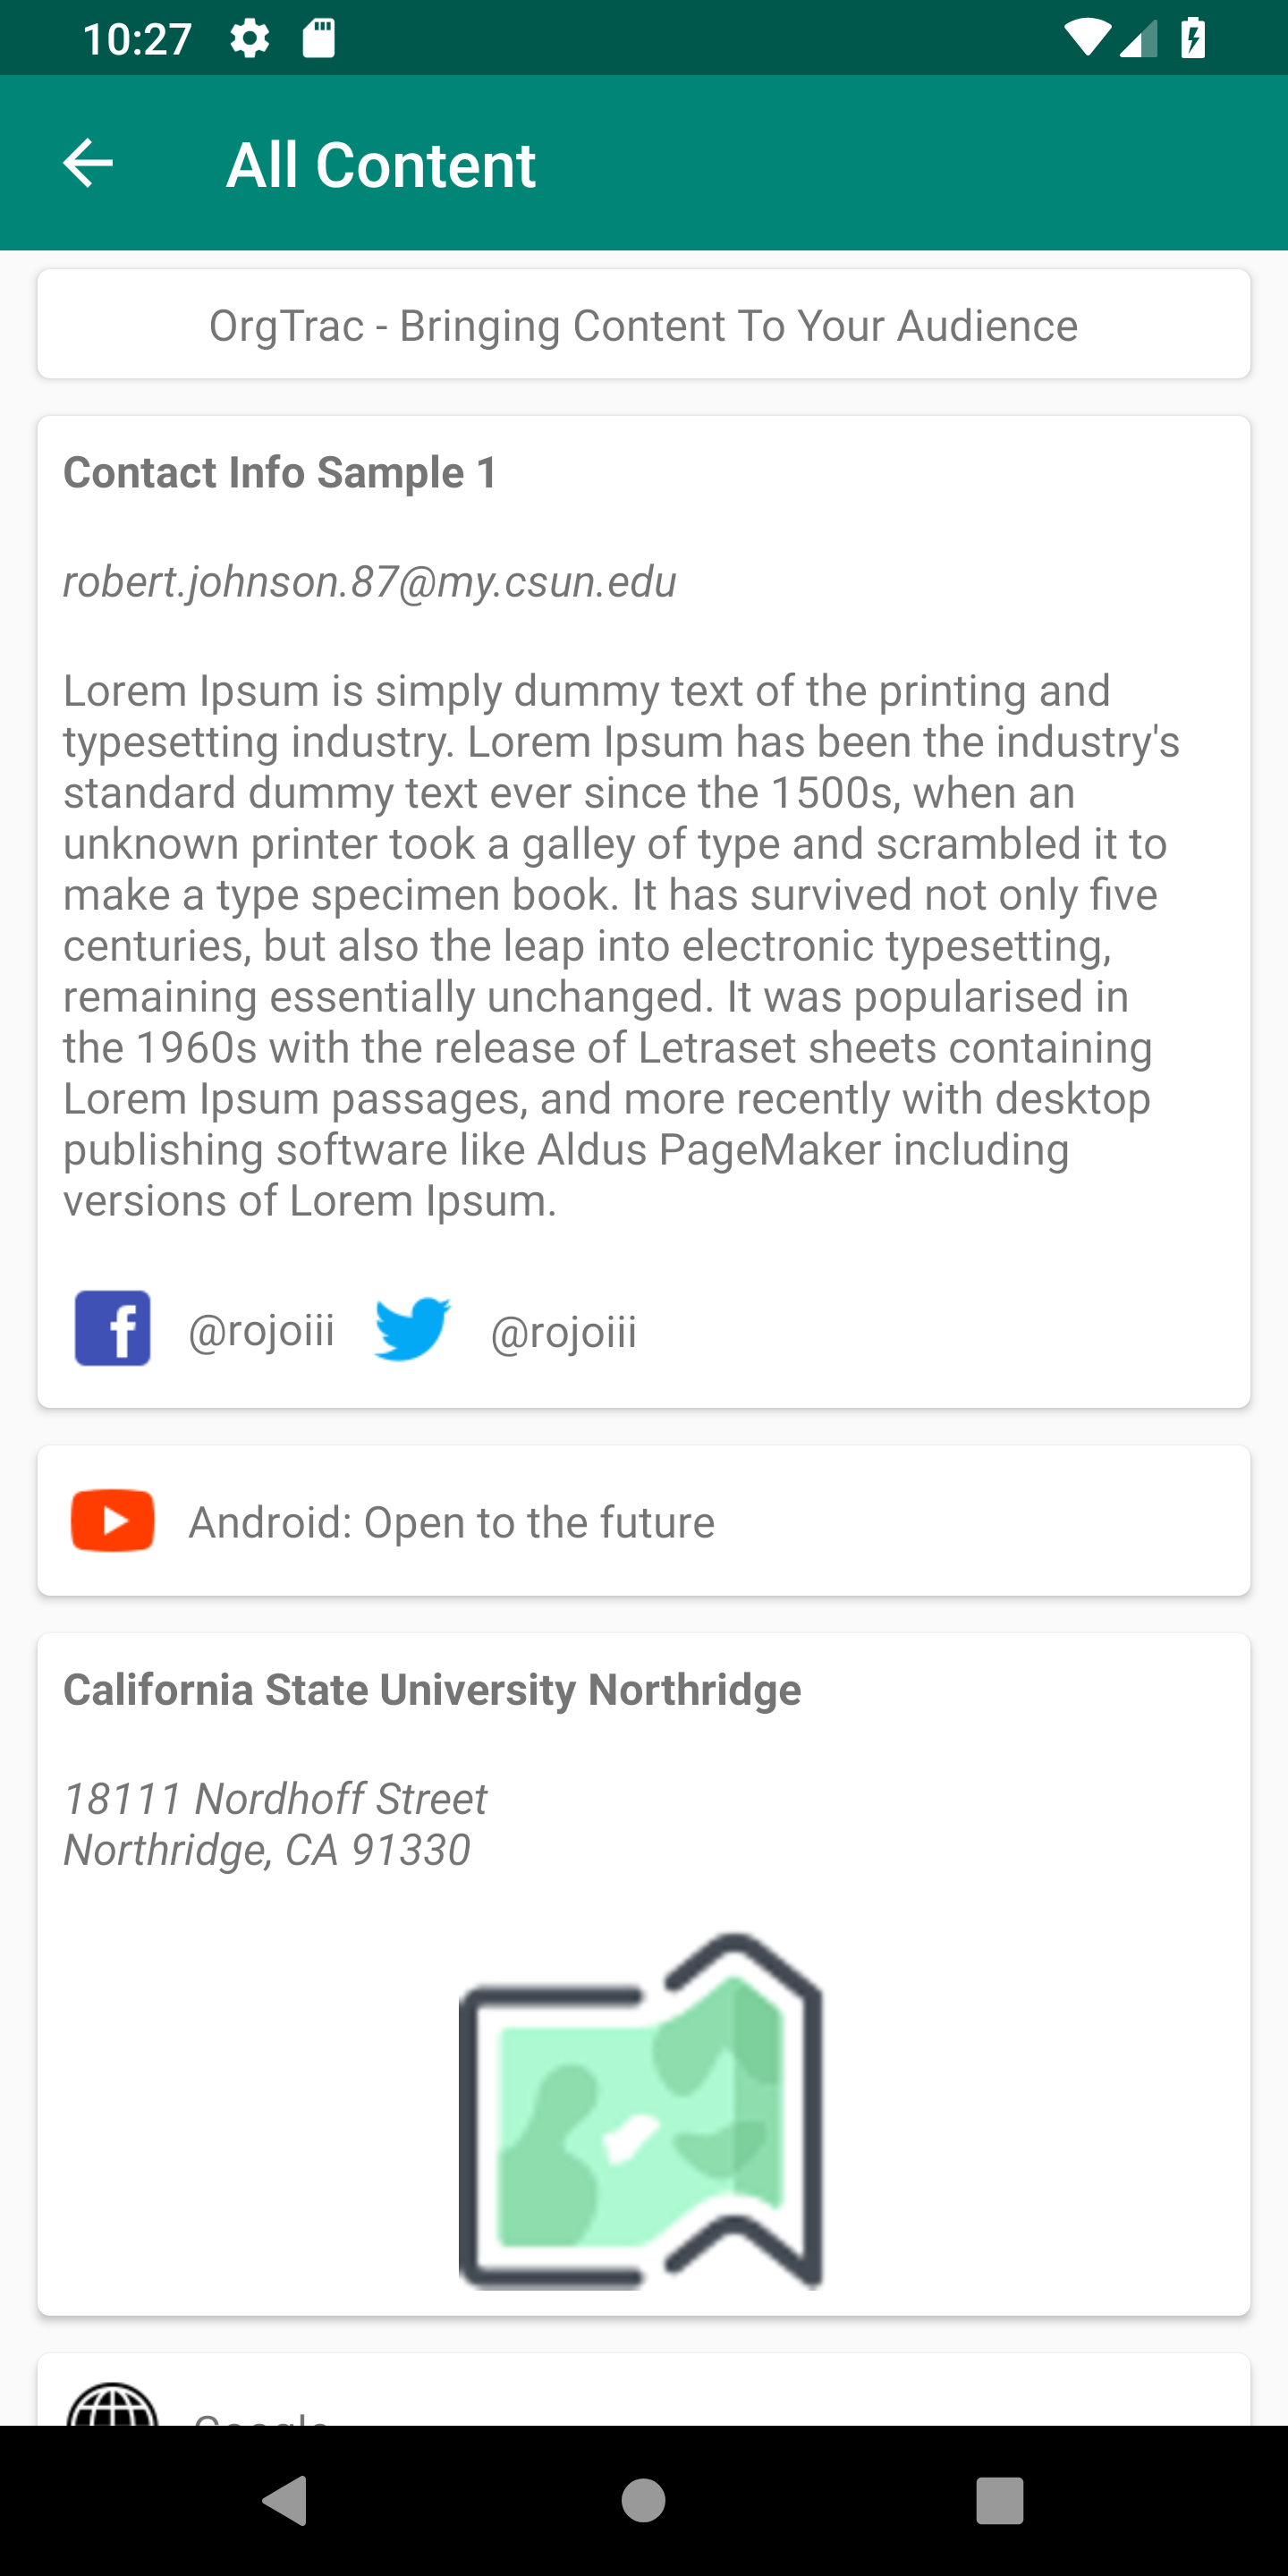 10:27
All Content
OrgTrac - Bringing Content To Your Audience
Contact Info Sample 1
robert.johnson.87@my.csun.edu
Lorem Ipsum is simply dummy text of the printing and
typesetting industry. Lorem Ipsum has been the industry's
standard dummy text ever since the 1500s, when an
unknown printer took a galley of type and scrambled it to
make a type specimen book. It has survived not only five
centuries, but also the leap into electronic typesetting,
remaining essentially unchanged. It was popularised in
the 1960s with the release of Letraset sheets containing
Lorem Ipsum passages, and more recently with desktop
publishing software like Aldus PageMaker including
versions of Lorem Ipsum.
@rojoiii @rojoiii
Android: Open to the future
California State University Northridge
18111 Nordhoff Street
Northridge, CA 91330
Google